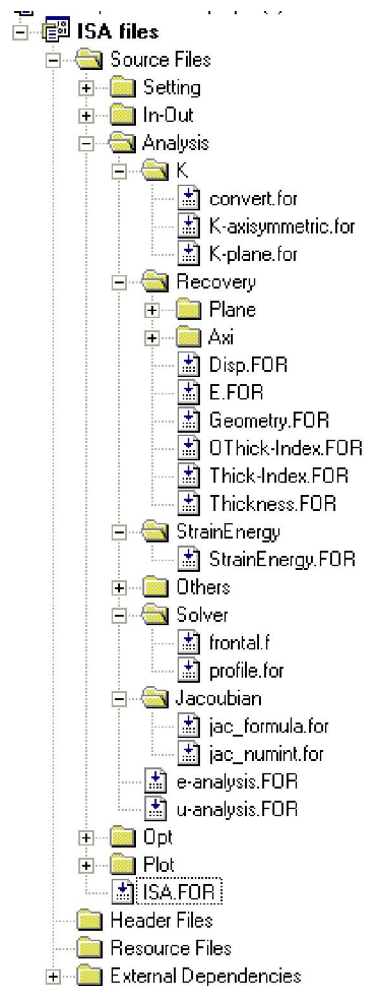 ISA files
Source Files
Setting
In-Out
Analysis
K
convert.for
K-axisymmetric.for
K-plane.for
Recovery
Plane
Axi
Disp.FOR
E.FOR
Geometry.FOR
OThick-Index.FOR
Thick-Index.FOR
Thickness.FOR
StrainEnergy
StrainEnergy.FOR
Others
Solver
frontal.f
profile.for
Jacoubian
jac_formula.for
jac_numint.for
e-analysis.FOR
u-analysis.FOR
Opt
Plot
ISA.FOR
Header Files
Resource Files
External Dependencies